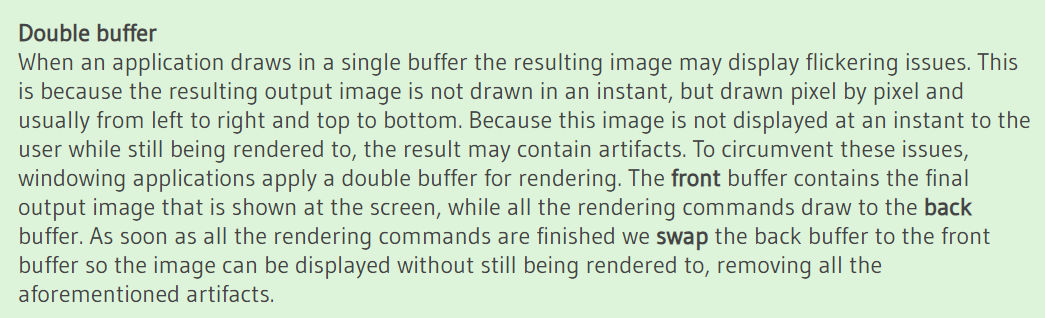 Double buffer
When an application draws in a single buffer the resulting image may display flickering issues. This
is because the resulting output image is not drawn in an instant, but drawn pixel by pixel and
usually from left to right and top to bottom. Because this image is not displayed at an instant to the
user while still being rendered to, the result may contain artifacts. To circumvent these issues,
windowing applications apply a double buffer for rendering. The front buffer contains the final
output image that is shown at the screen, while all the rendering commands draw to the back
buffer. As soon as all the rendering commands are finished we swap the back buffer to the front
buffer so the image can be displayed without still being rendered to, removing all the
aforementioned artifacts.